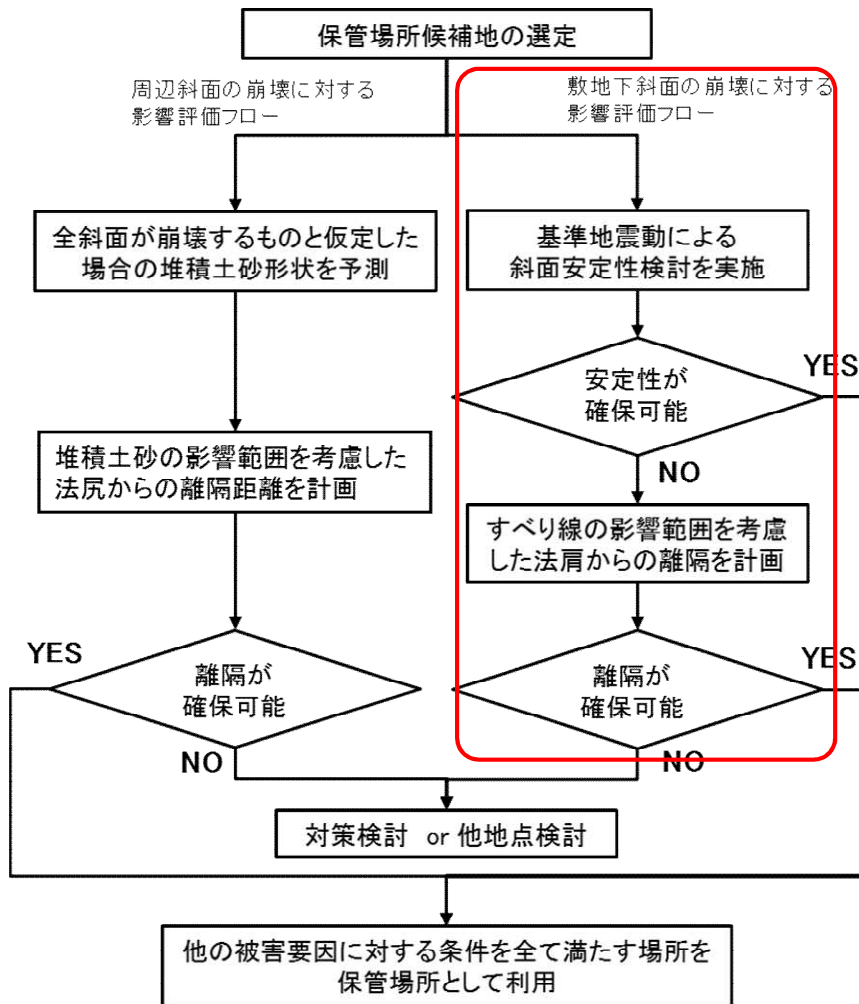 保管場所候補地の選定
周辺斜面の崩壊に対する
影響評価フロー
敷地下斜面の崩壊に対する
影響評価フロー
全斜面が崩壊するものと仮定した
場合の堆積土砂形状を予測
基準地震動による
斜面安定性検討を実施
安定性が
確保可能
YES
NO
堆積土砂の影響範囲を考慮した
法尻からの離隔距離を計画
すべり線の影響範囲を考慮
した法肩からの離隔を計画
YES
離隔が
確保可能
NO
離隔が
確保可能
YES
NO
対策検討 or 他地点検討
他の被害要因に対する条件を全て満たす場所を
保管場所として利用